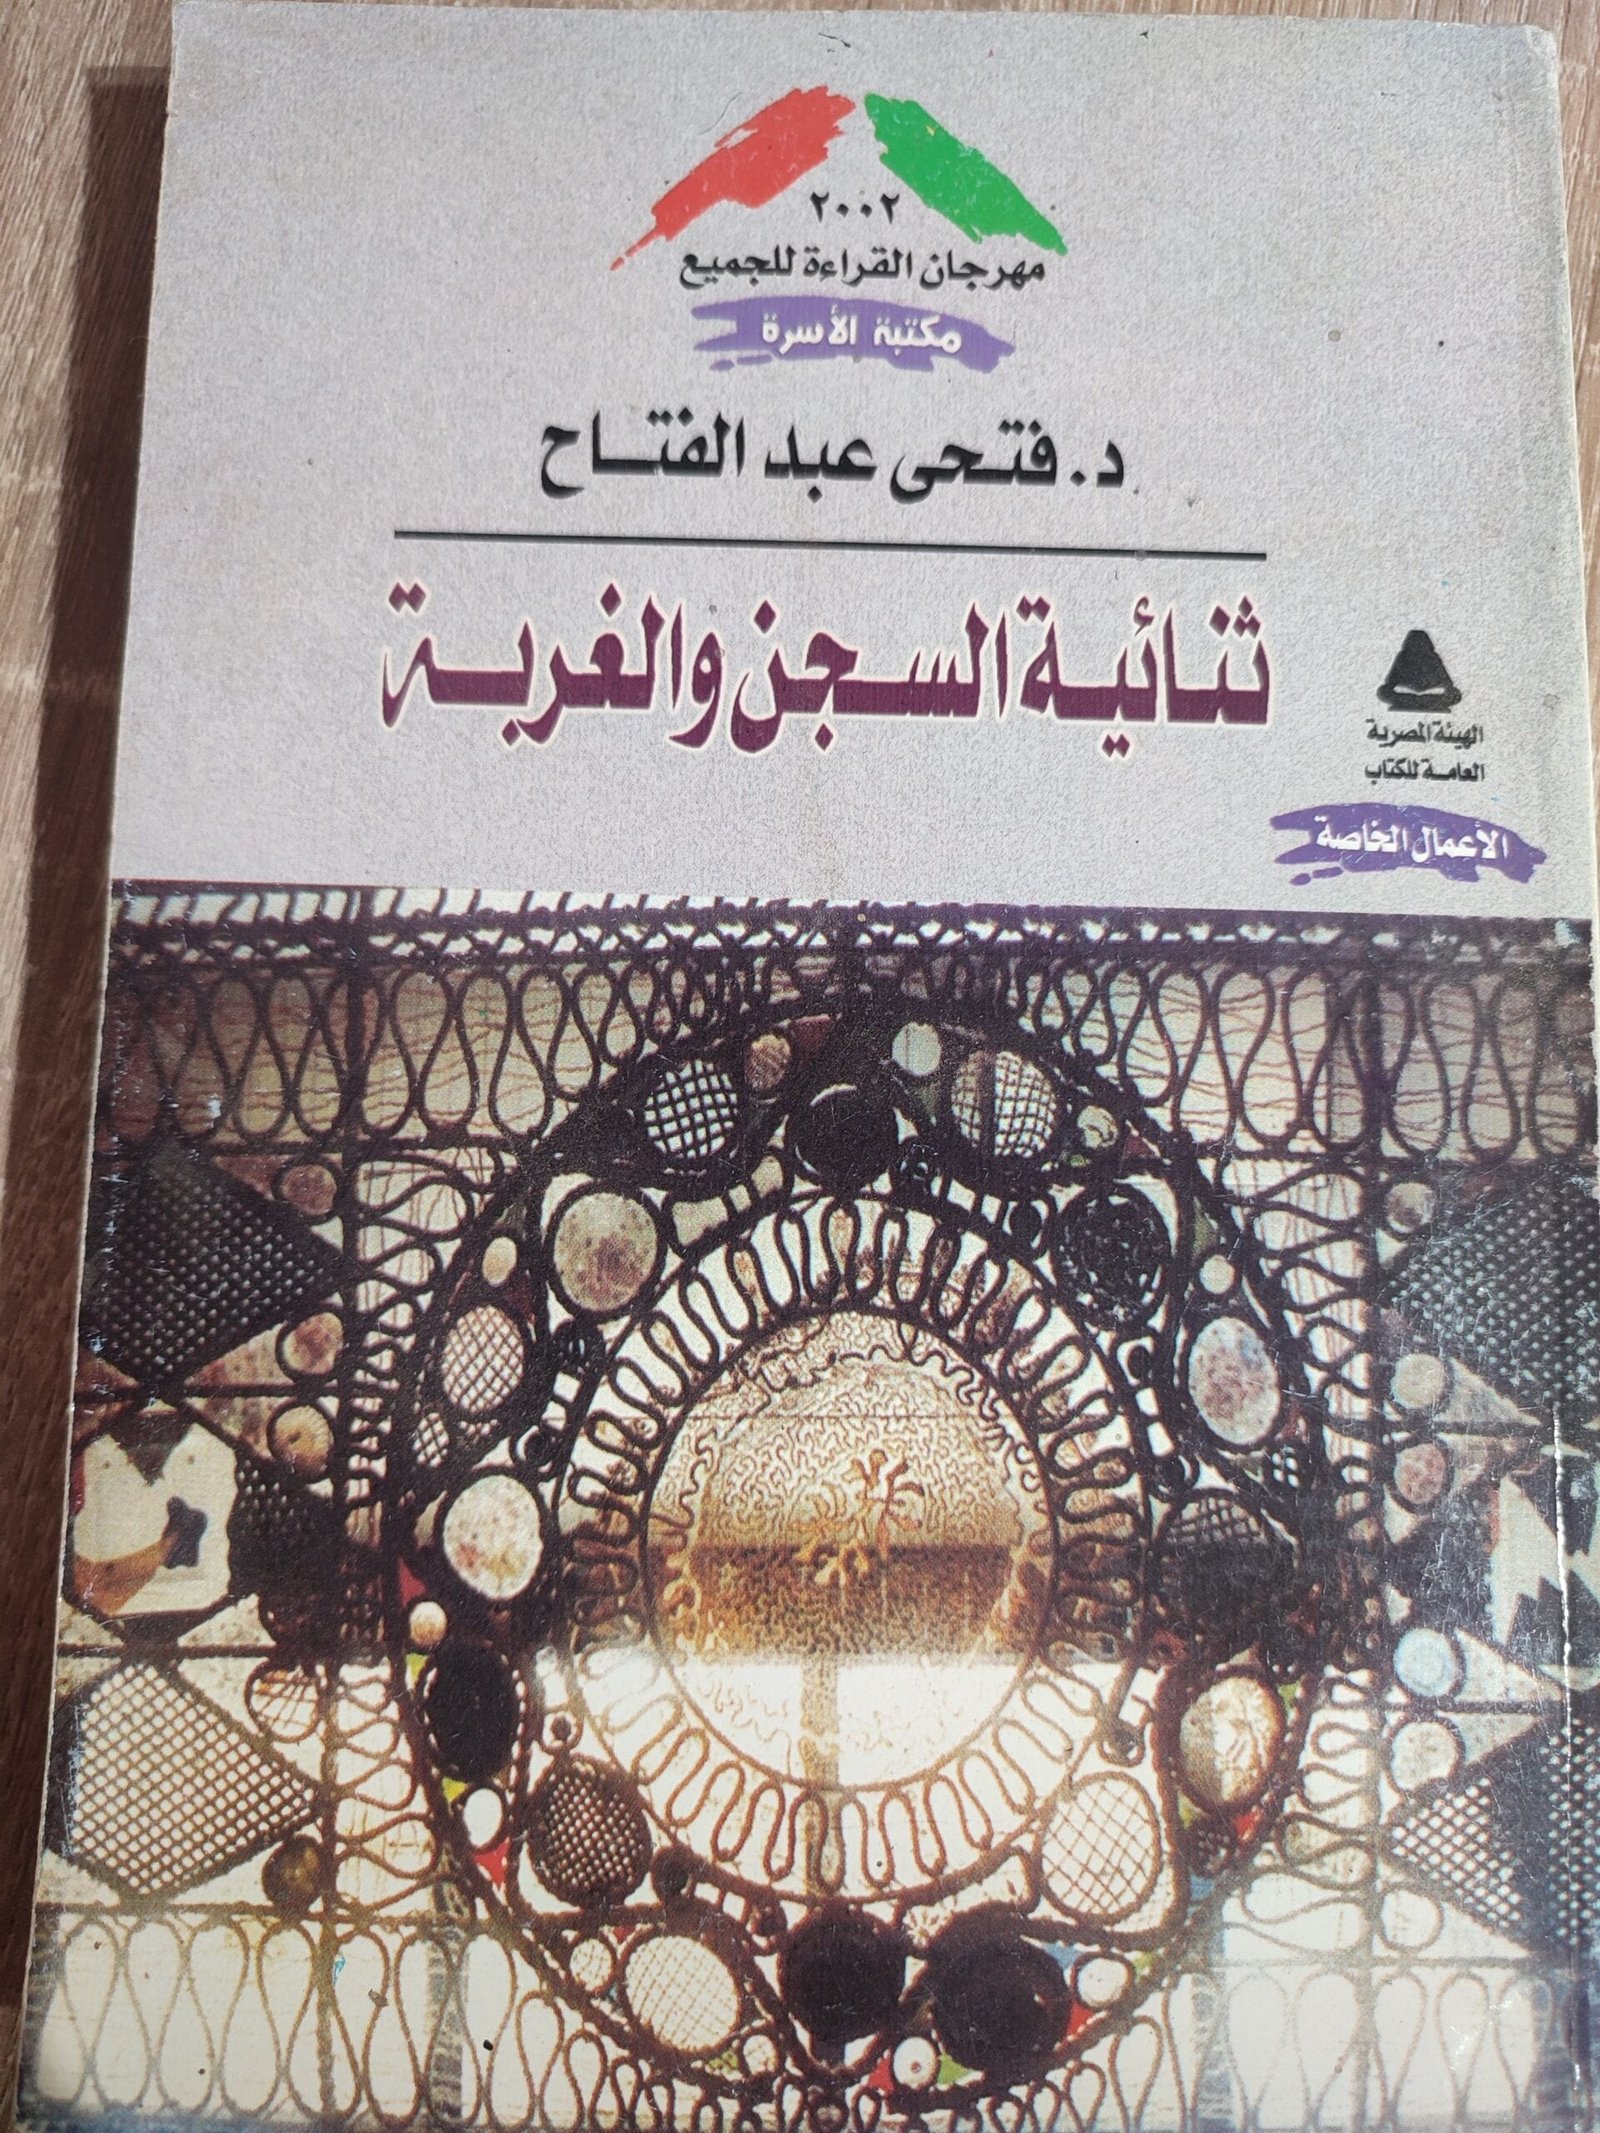 ٢٠٠٢
مهرجان القراءة للجميع
مكتبة الأسرة
د. فتحى عبد الفتاح
ثنائية السجن والغربة
الهيئة المصرية
العامة للكتاب
الأعمال الخاصة